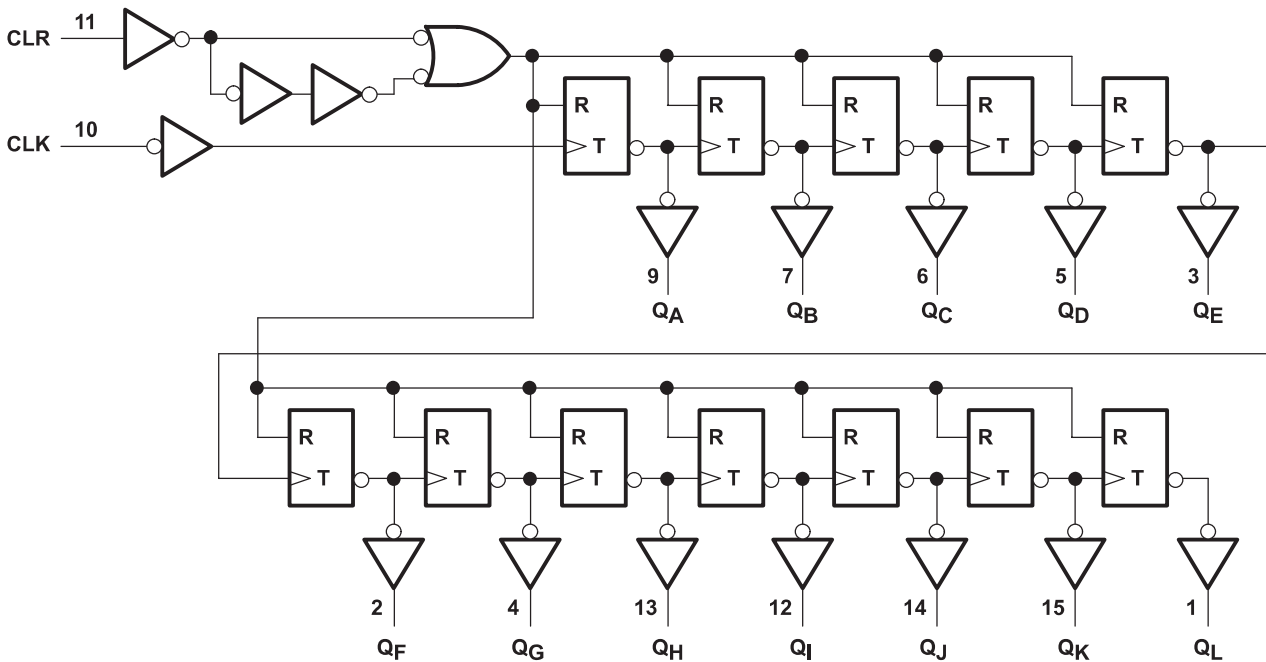 11
CLR
10
CLK
R R R R R
T T T T T
9 7 6 5 3
QA QB QC QD QE
R R R R R R R
T T T T T T T
2 4 13 12 14 15 1
QF QG QH QI QJ QK QL